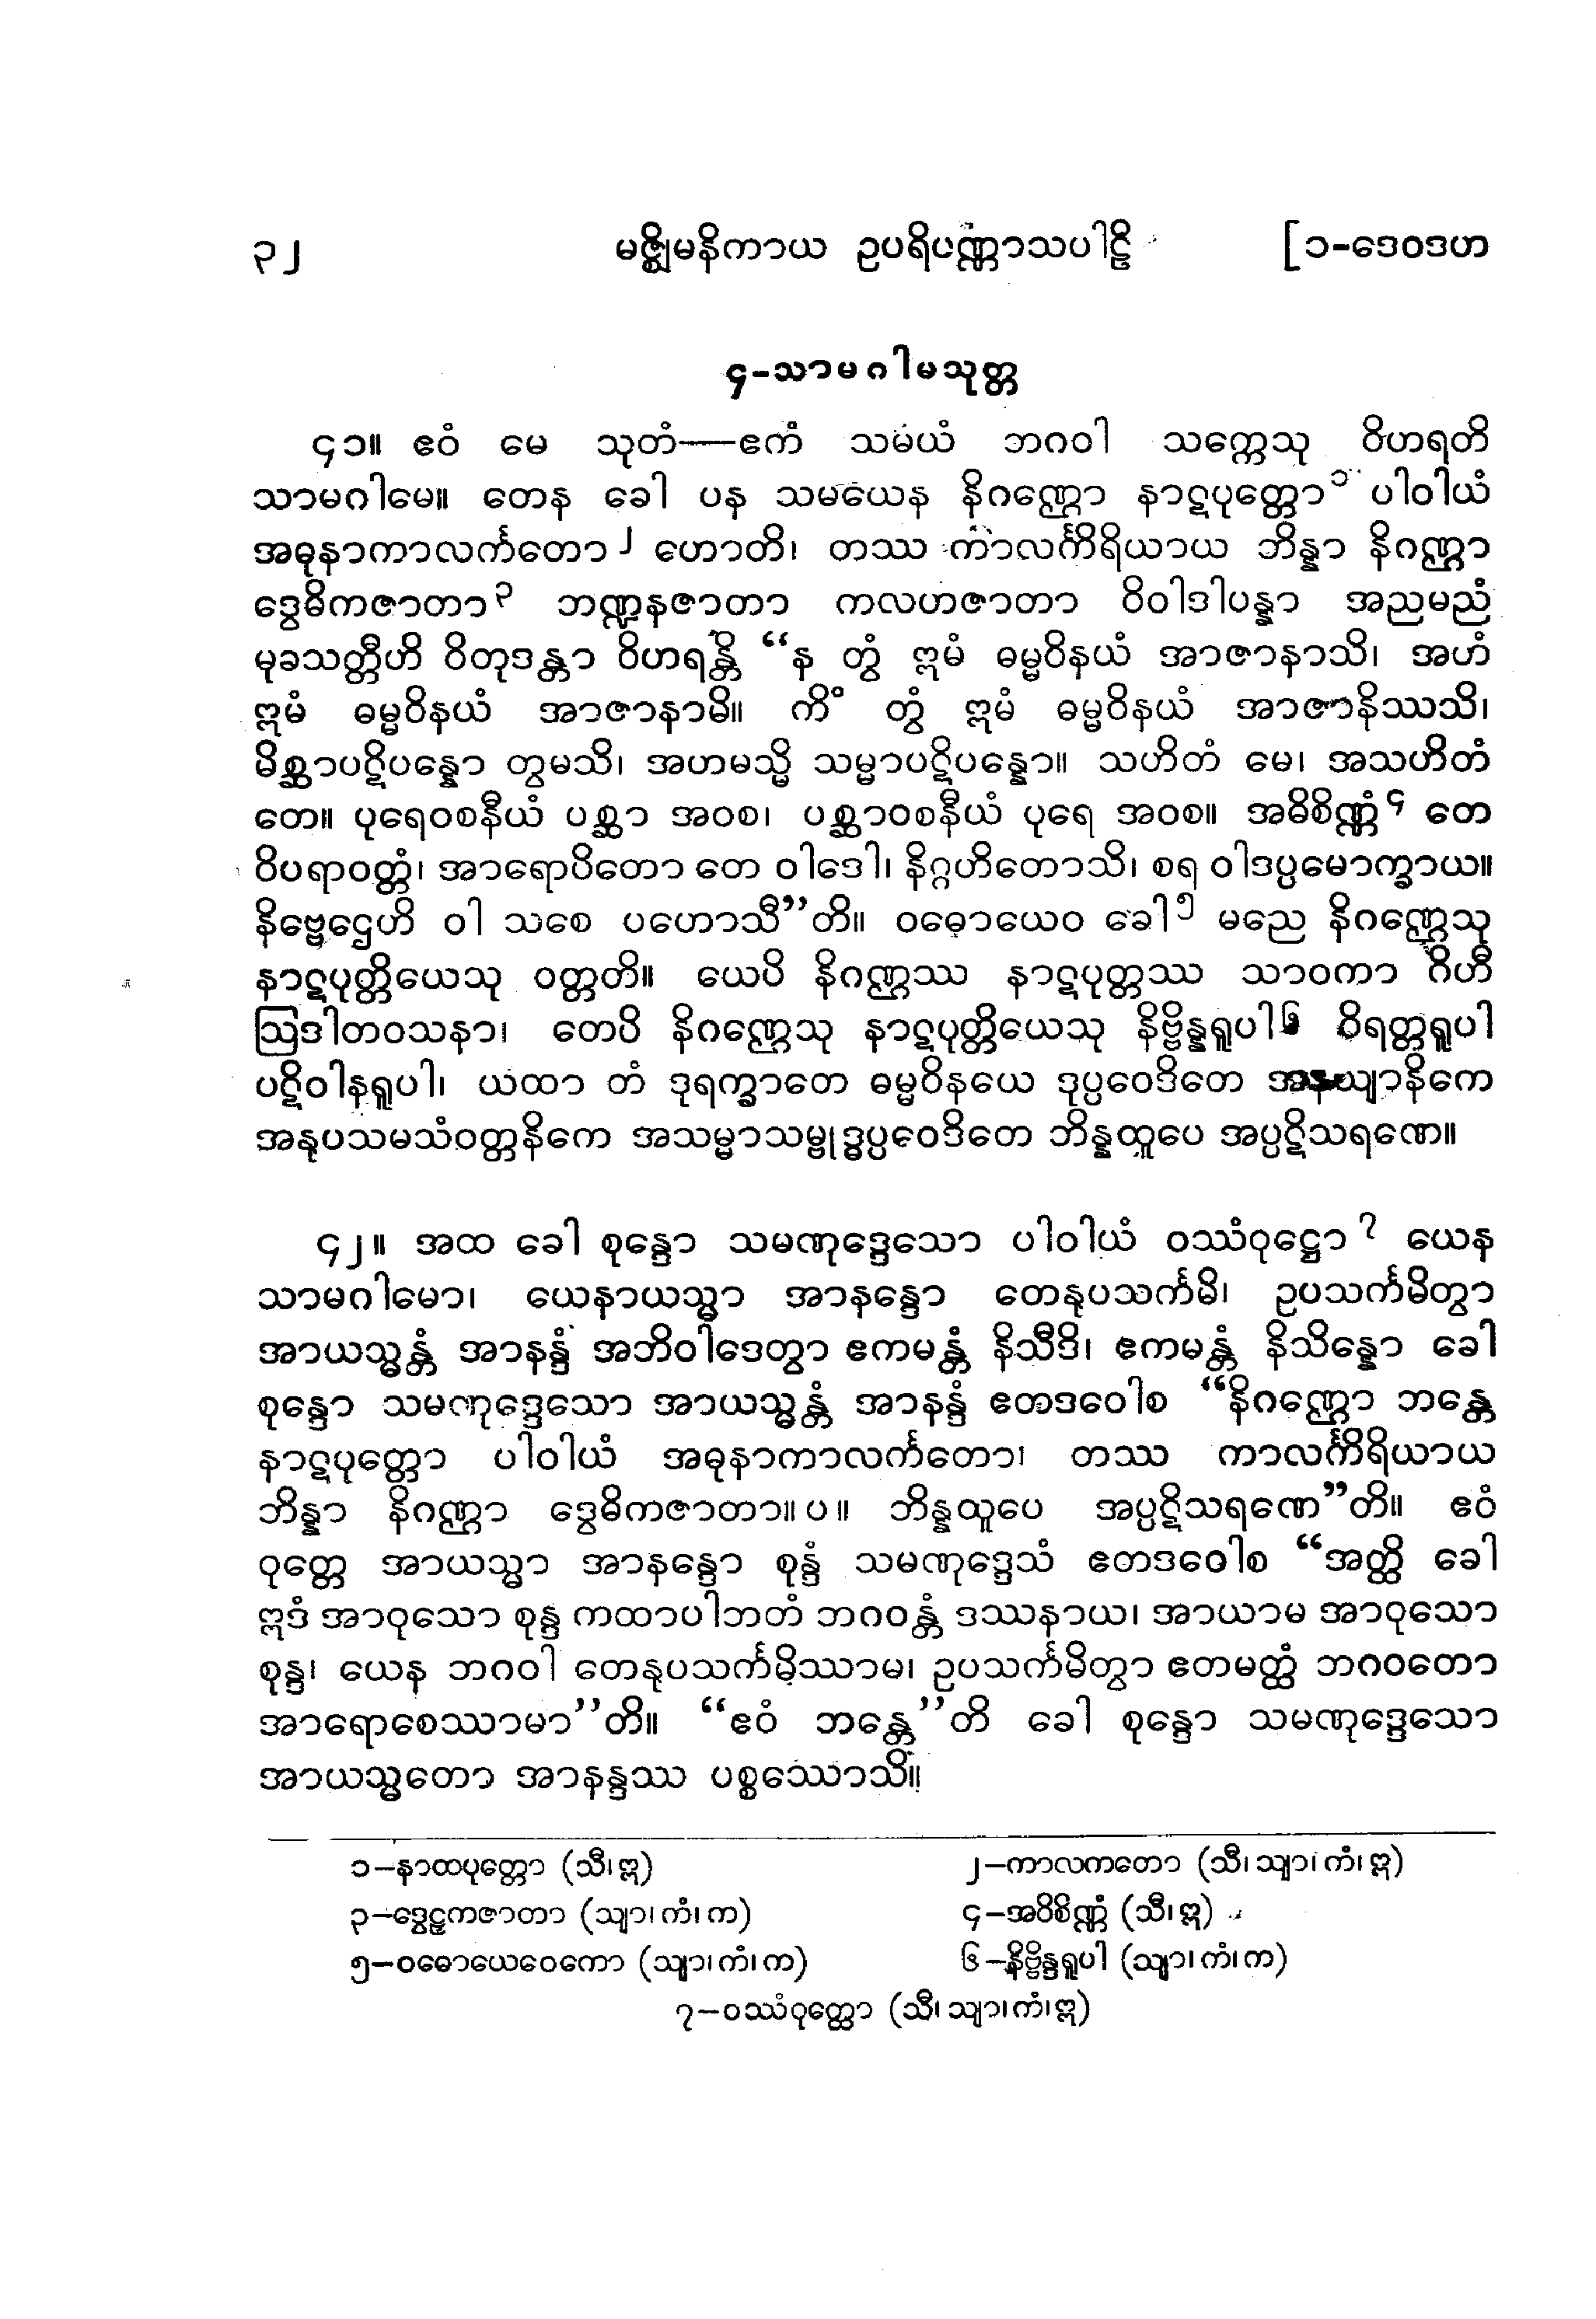 ၃၂ မဇ္ဈိမနိကာယ ဥပရိပဏ္ဏာသပါဠိ [၁-ဒေဝဒဟ
၄-သာမဂါမသုတ္တ
၄၁။ ဧဝံ မေ သုတံ—ဧကံ သမယံ ဘဂဝါ သက္ကေသု ဝိဟရတိ
သာမဂါမေ။ တေန ခေါ ပန သမယေန နိဂဏ္ဌော နာဋပုတ္တော၁ ပါဝါယံ
အဓုနာကာလင်္ကတော၂ ဟောတိ၊ တဿ ကာလင်္ကိရိယာယ ဘိန္နာ နိဂဏ္ဌာ
ဒွေဓိကဇာတာ၃ ဘဏ္ဍနဇာတာ ကလဟဇာတာ ဝိဝါဒါပန္နာ အညမညံ
မုခသတ္တီဟိ ဝိတုဒန္တာ ဝိဟရန္တိ “န တွံ ဣမံ ဓမ္မဝိနယံ အာဇာနာသိ၊ အဟံ
ဣမံ ဓမ္မဝိနယံ အာဇာနာမိ။ ကိံ တွံ ဣမံ ဓမ္မဝိနယံ အာဇာနိဿသိ၊
မိစ္ဆာပဋိပန္နော တွမသိ၊ အဟမသ္မိ သမ္မာပဋိပန္နော။ သဟိတံ မေ၊ အသဟိတံ
တေ။ ပုရေဝစနီယံ ပစ္ဆာ အဝစ၊ ပစ္ဆာဝစနီယံ ပုရေ အဝစ။ အဓိစိဏ္ဏံ၄ တေ
ဝိပရာဝတ္တံ၊ အာရောပိတော တေ ဝါဒေါ၊ နိဂ္ဂဟိတောသိ၊ စရ ဝါဒပ္ပမောက္ခာယ။
နိဗ္ဗေဌေဟိ ဝါ သစေ ပဟောသီ”တိ။ ဝဓောယေဝ ခေါ၅ မညေ နိဂဏ္ဌေသု
နာဋပုတ္တိယေသု ဝတ္တတိ။ ယေပိ နိဂဏ္ဌဿ နာဋပုတ္တဿ သာဝကာ ဂိဟီ
ဩဒါတဝသနာ၊ တေပိ နိဂဏ္ဌေသု နာဋပုတ္တိယေသု နိဗ္ဗိန္နရူပါ၆ ဝိရတ္တရူပါ
ပဋိဝါနရူပါ၊ ယထာ တံ ဒုရက္ခာတေ ဓမ္မဝိနယေ ဒုပ္ပဝေဒိတေ အနိယျာနိကေ
အနုပသမသံဝတ္တနိကေ အသမ္မာသမ္ဗုဒ္ဓပ္ပဝေဒိတေ ဘိန္နထူပေ အပ္ပဋိသရဏေ။
၄၂။ အထ ခေါ စုန္ဒော သမဏုဒ္ဒေသော ပါဝါယံ ဝဿံဝုဋ္ဌော၇ ယေန
သာမဂါမော၊ ယေနာယသ္မာ အာနန္ဒော တေနုပသင်္ကမိ၊ ဥပသင်္ကမိတွာ
အာယသ္မန္တံ အာနန္ဒံ အဘိဝါဒေတွာ ဧကမန္တံ နိသီဒိ၊ ဧကမန္တံ နိသိန္နော ခေါ
စုန္ဒော သမဏုဒ္ဒေသော အာယသ္မန္တံ အာနန္ဒံ ဧတဒဝေါစ “နိဂဏ္ဌော ဘန္တေ
နာဋပုတ္တော ပါဝါယံ အဓုနာကာလင်္ကတော၊ တဿ ကာလင်္ကိရိယာယ
ဘိန္နာ နိဂဏ္ဌာ ဒွေဓိကဇာတာ။ပ။ ဘိန္နထူပေ အပ္ပဋိသရဏေ”တိ။ ဧဝံ
ဝုတ္တေ အာယသ္မာ အာနန္ဒော စုန္ဒံ သမဏုဒ္ဒေသံ ဧတဒဝေါစ “အတ္ထိ ခေါ
ဣဒံ အာဝုသော စုန္ဒ ကထာပါဘတံ ဘဂဝန္တံ ဒဿနာယ၊ အာယာမ အာဝုသော
စုန္ဒ၊ ယေန ဘဂဝါ တေနုပသင်္ကမိဿာမ၊ ဥပသင်္ကမိတွာ ဧတမတ္ထံ ဘဂဝတော
အာရောစေဿာမာ”တိ။ “ဧဝံ ဘန္တေ”တိ ခေါ စုန္ဒော သမဏုဒ္ဒေသော
အာယသ္မတော အာနန္ဒဿ ပစ္စဿောသိ။
၁–နာထပုတ္တော (သီ၊ဣ) ၂–ကာလကတော (သီ၊သျာ၊ကံ၊ဣ)
၃–ဒွေဠှကဇာတာ (သျာ၊ကံ၊က) ၄–အဝိစိဏ္ဏံ (သီ၊ဣ)
၅–ဝဓောယေဝေကော (သျာ၊ကံ၊က) ၆–နိဗ္ဗိန္ဒရူပါ (သျာ၊ကံ၊က)
၇–ဝဿံဝုတ္ထော (သီ၊သျာ၊ကံ၊ဣ)